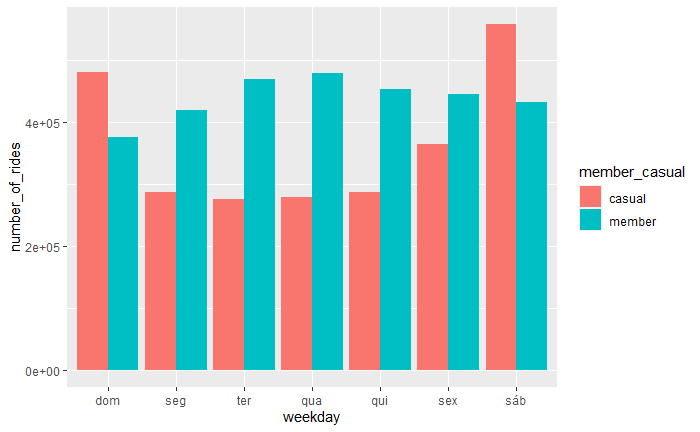 number_of_rides
4e+05
2e+05
0e+00
dom seg ter qua qui sex sáb
weekday
member_casual
casual
member